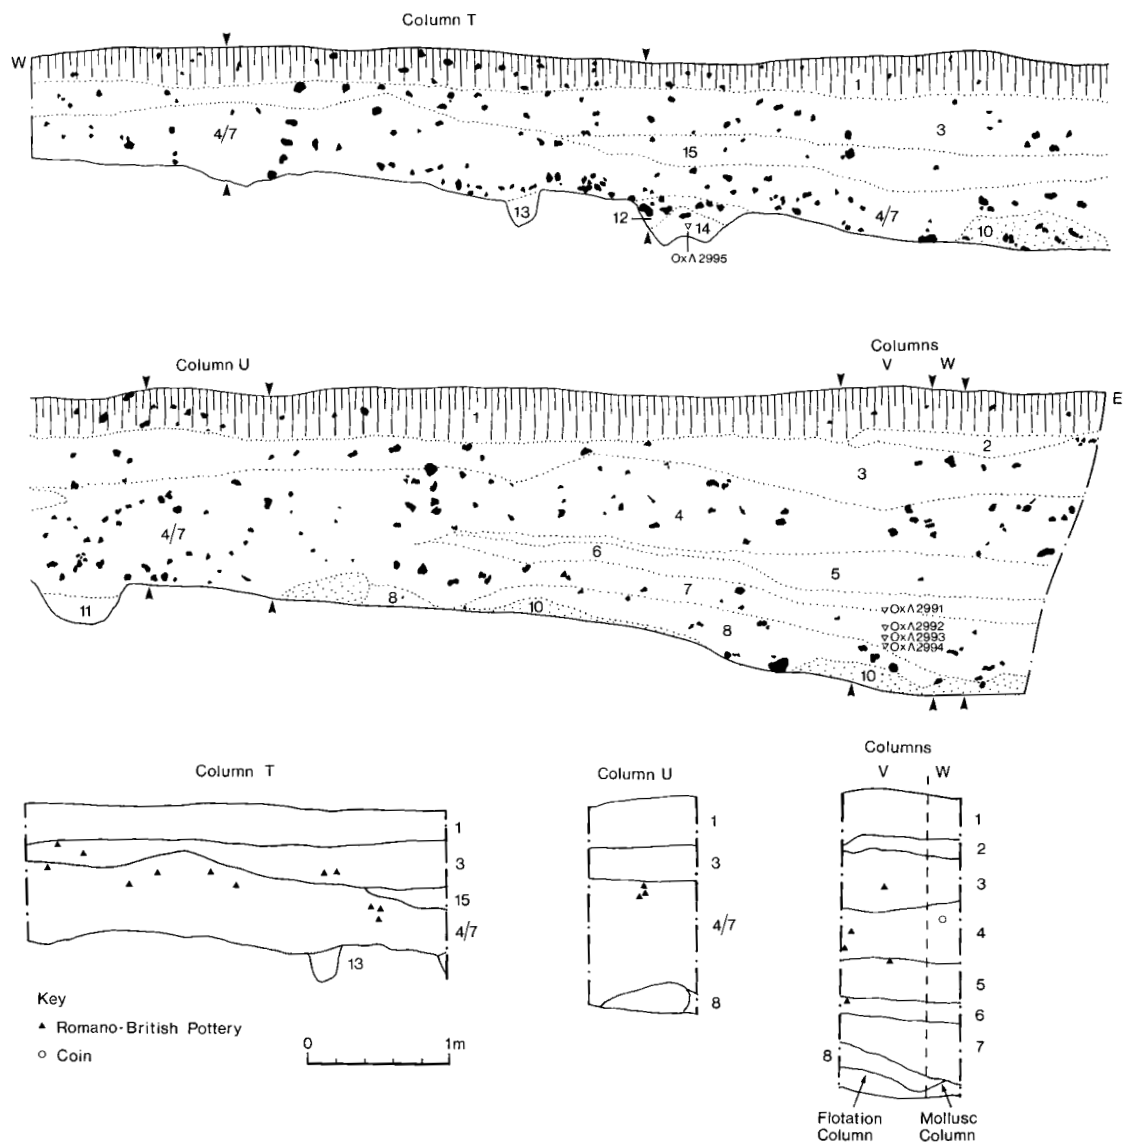 Column T
W
1
4/7
3
15
13
12
14
4/7
10
OxA 2995
Column U
Columns
V W
E
1
2
3
4
4/7
6
5
7
11
8
10
8
OxA 2991
OxA 2992
OxA 2993
OxA 2994
10
Column T
1
3
15
4/7
13
Key
▲ Romano-British Pottery
○ Coin
0 1m
Column U
1
3
4/7
8
Columns
V W
1
2
3
4
5
6
7
8
Flotation Column
Mollusc Column